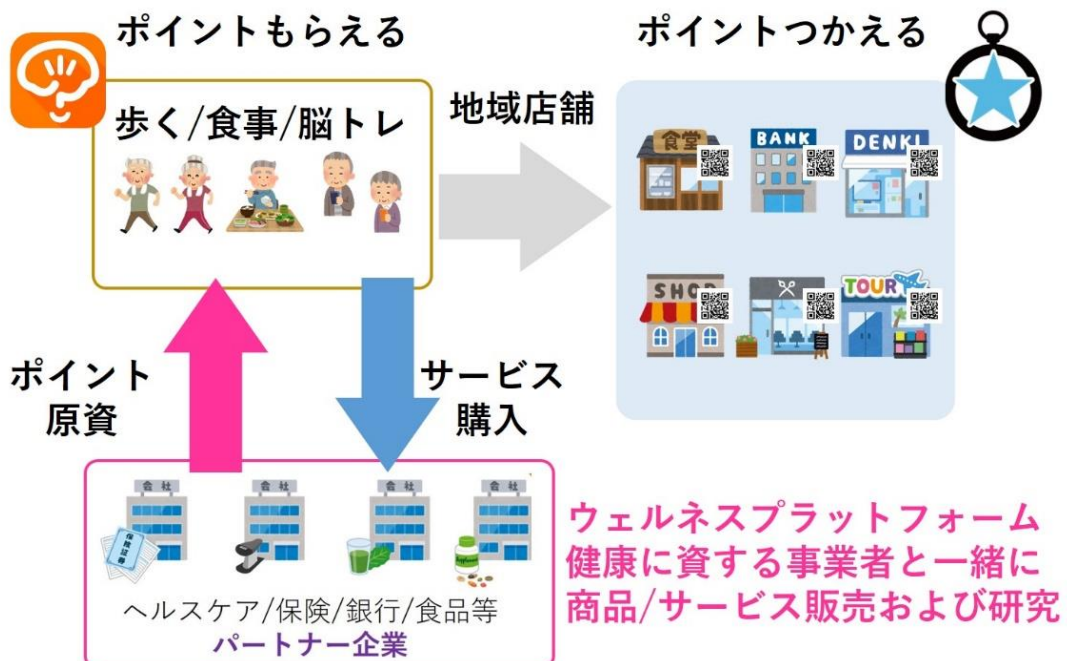 ポイントもらえる
ポイントつかえる
歩く/食事/脳トレ
地域店舗
食堂
BANK
DENKI
SHOP
TOUR
ポイント
原資
サービス
購入
会社
会社
会社
会社
保険証券
ヘルスケア/保険/銀行/食品等
パートナー企業
ウェルネスプラットフォーム
健康に資する事業者と一緒に
商品/サービス販売および研究